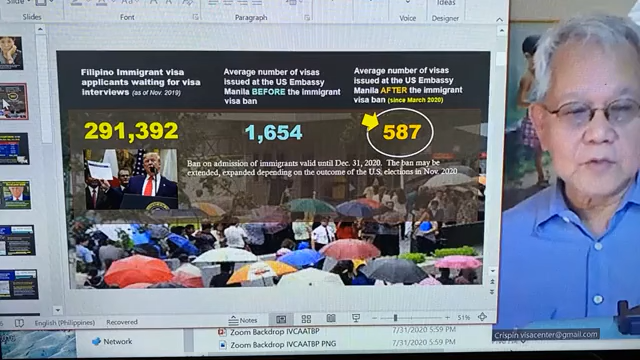 Slides
Font
Paragraph
Voice
Ideas
Designer
Filipino Immigrant visa
applicants waiting for visa
interviews (as of Nov. 2019)
291,392
Average number of visas
issued at the US Embassy
Manila BEFORE the immigrant
visa ban
1,654
Average number of visas
issued at the US Embassy
Manila AFTER the immigrant
visa ban (since March 2020)
587
Ban on admission of immigrants valid until Dec. 31, 2020. The ban may be
extended, expanded depending on the outcome of the U.S. elections in Nov. 2020
English (Philippines)
Recovered
Notes
51%
Network
Zoom Backdrop IVCAATBP
7/31/2020 5:59 PM
Zoom Backdrop IVCAATBP PNG
7/31/2020 5:59 PM
Crispin visacenter@gmail.com